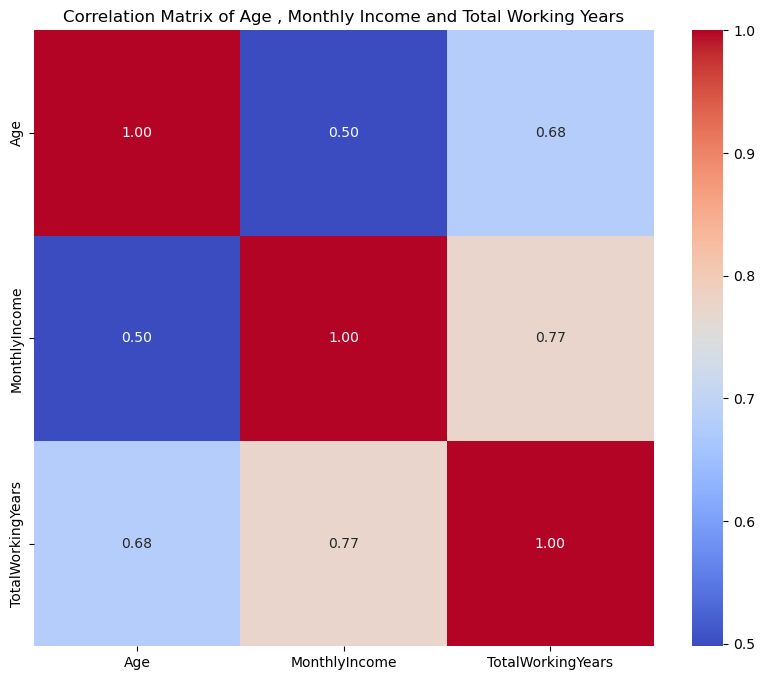 Correlation Matrix of Age , Monthly Income and Total Working Years
Age
1.00
0.50
0.68
MonthlyIncome
0.50
1.00
0.77
TotalWorkingYears
0.68
0.77
1.00
Age
MonthlyIncome
TotalWorkingYears
1.0
0.9
0.8
0.7
0.6
0.5